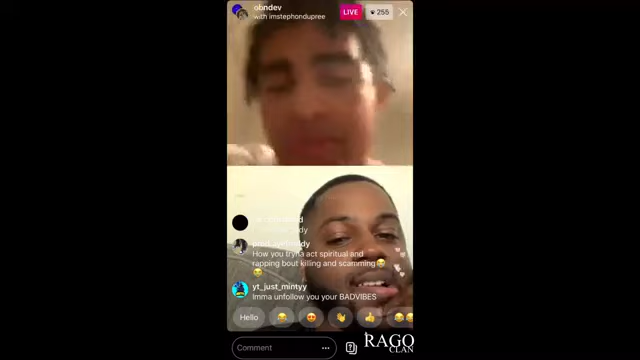 obndev
with imstephondupree
LIVE
255
How you tryna act spiritual and
rapping bout killing and scamming😂
😂
yt_just_mintyy
Imma unfollow you your BADVIBES
Hello
Comment
RAGO
CLAN